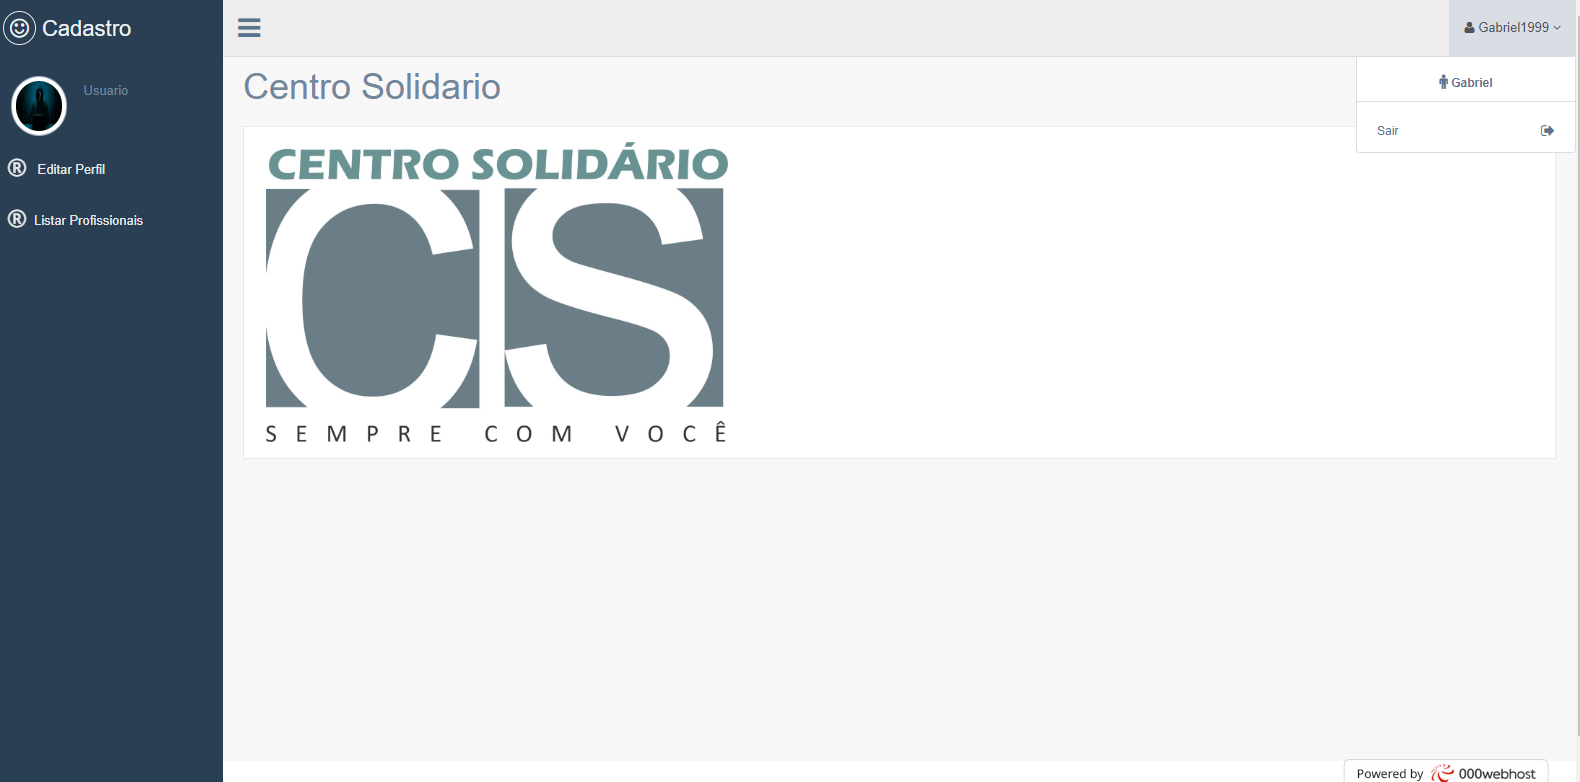 Cadastro
Gabriel1999
Usuario
Centro Solidario
Gabriel
Sair
Editar Perfil
Listar Profissionais
CENTRO SOLIDÁRIO
CS
SEMPRE COM VOCÊ
Powered by 000webhost